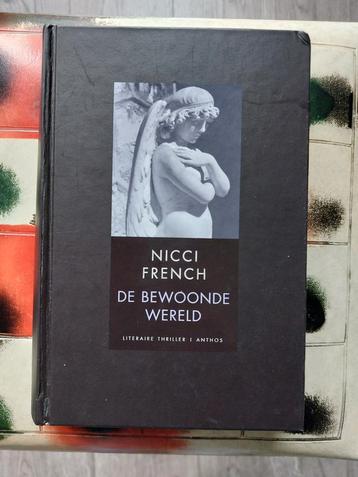 NICCI
FRENCH
DE BEWOONDE
WERELD
LITERAIRE THRILLER | ANTHOS